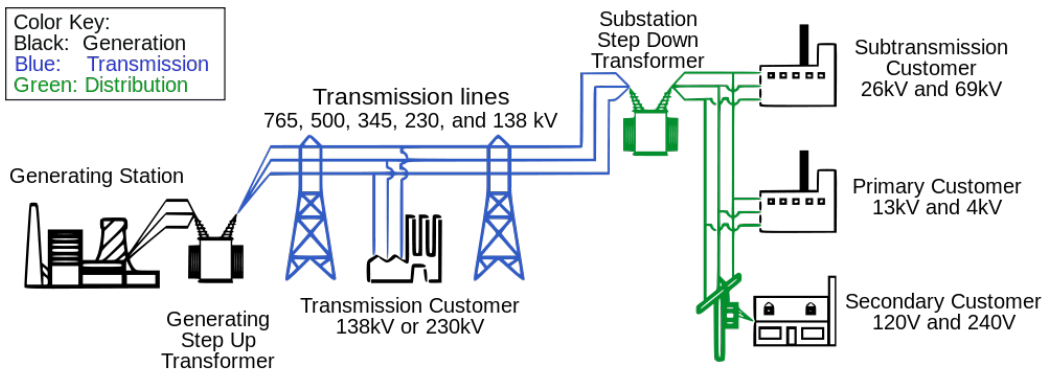 Color Key:
Black: Generation
Blue: Transmission
Green: Distribution
Generating Station
Generating
Step Up
Transformer
Transmission lines
765, 500, 345, 230, and 138 kV
Transmission Customer
138kV or 230kV
Substation
Step Down
Transformer
Subtransmission
Customer
26kV and 69kV
Primary Customer
13kV and 4kV
Secondary Customer
120V and 240V